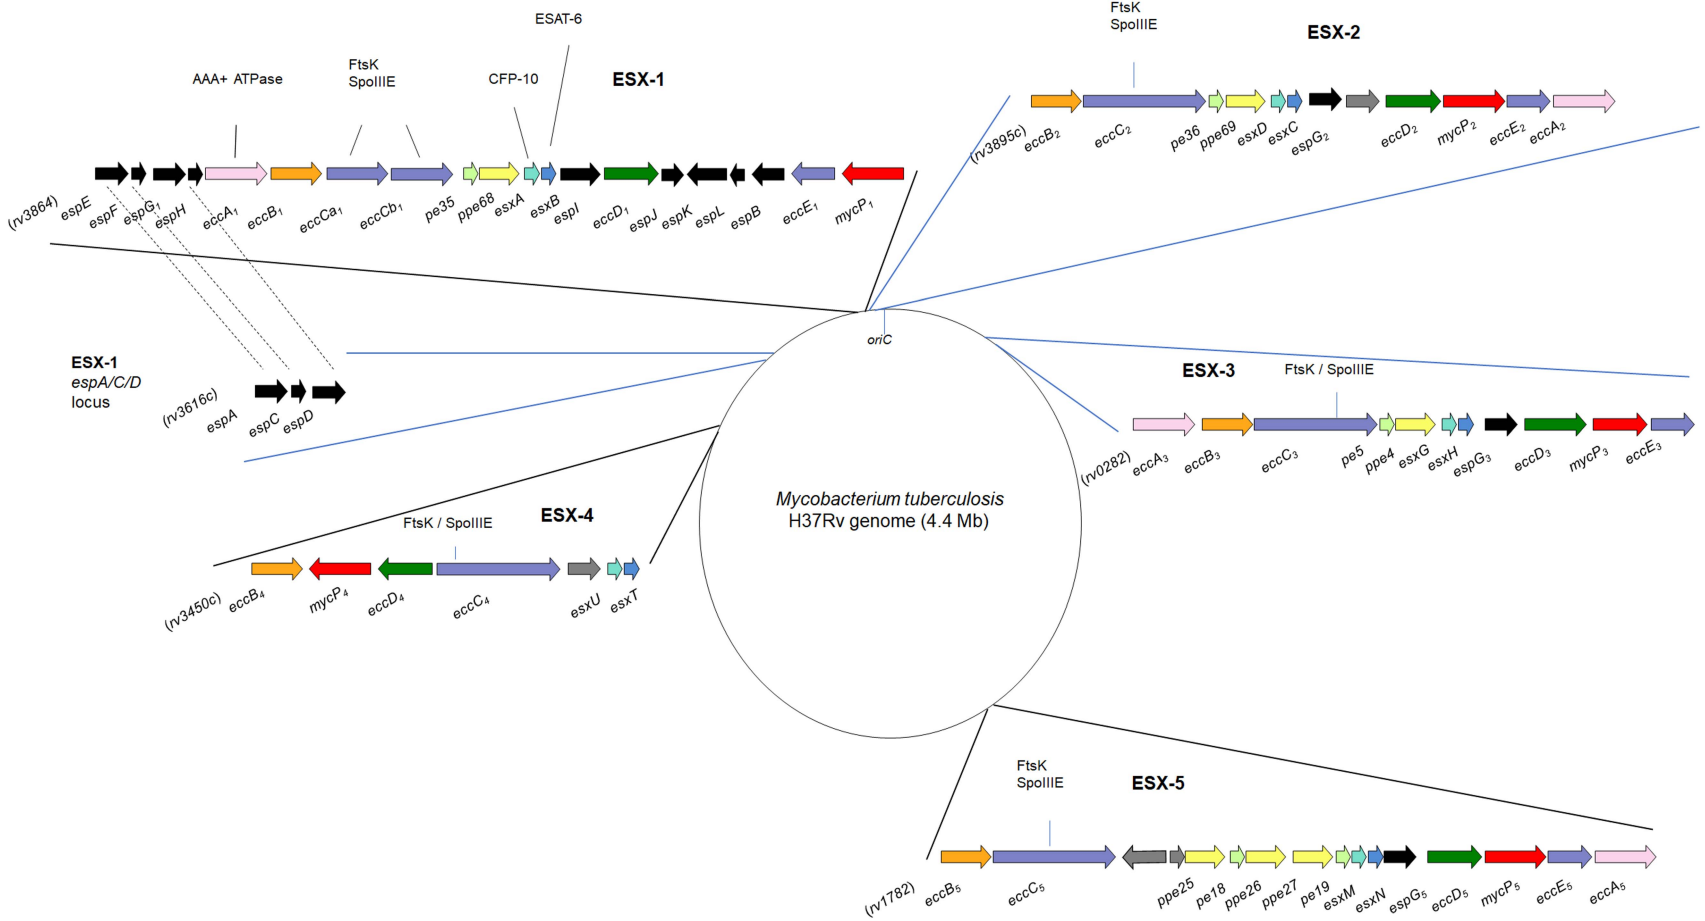 ESAT-6
AAA+ ATPase
FtsK
SpoIIIE
CFP-10
ESX-1
(rv3864)
espE
espF
espG1
espH
eccA1
eccB1
eccCa1
eccCb1
pe35
ppe68
esxA
esxB
espI
eccD1
espJ
espK
espL
espB
eccE1
mycP1
FtsK
SpoIIIE
ESX-2
(rv3895c)
eccB2
eccC2
pe36
ppe69
esxD
esxC
espG2
eccD2
mycP2
eccE2
eccA2
oriC
ESX-1
espA/C/D
locus
(rv3616c)
espA
espC
espD
ESX-3
FtsK / SpoIIIE
(rv0282)
eccA3
eccB3
eccC3
pe5
ppe4
esxG
esxH
espG3
eccD3
mycP3
eccE3
Mycobacterium tuberculosis
H37Rv genome (4.4 Mb)
FtsK / SpoIIIE
ESX-4
(rv3450c)
eccB4
mycP4
eccD4
eccC4
esxU
esxT
FtsK
SpoIIIE
ESX-5
(rv1782)
eccB5
eccC5
ppe25
pe18
ppe26
ppe27
pe19
esxM
esxN
espG5
eccD5
mycP5
eccE5
eccA5